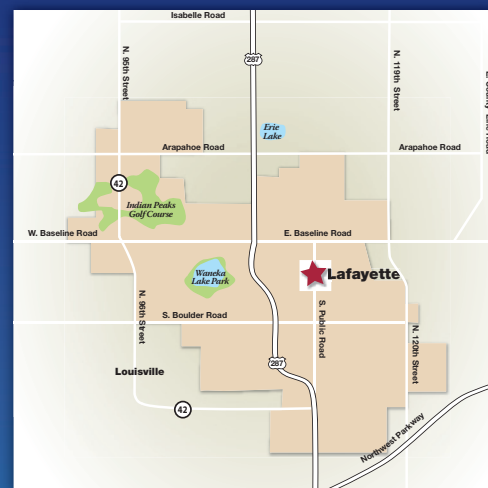 Isabelle Road
287
N. 95th Street
N. 119th Street
Erie
Lake
Arapahoe Road
Arapahoe Road
42
Indian Peaks
Golf Course
W. Baseline Road
E. Baseline Road
Waneka
Lake Park
Lafayette
N. 96th Street
S. Boulder Road
S. Public Road
N. 120th Street
287
Louisville
42
Northwest Parkway